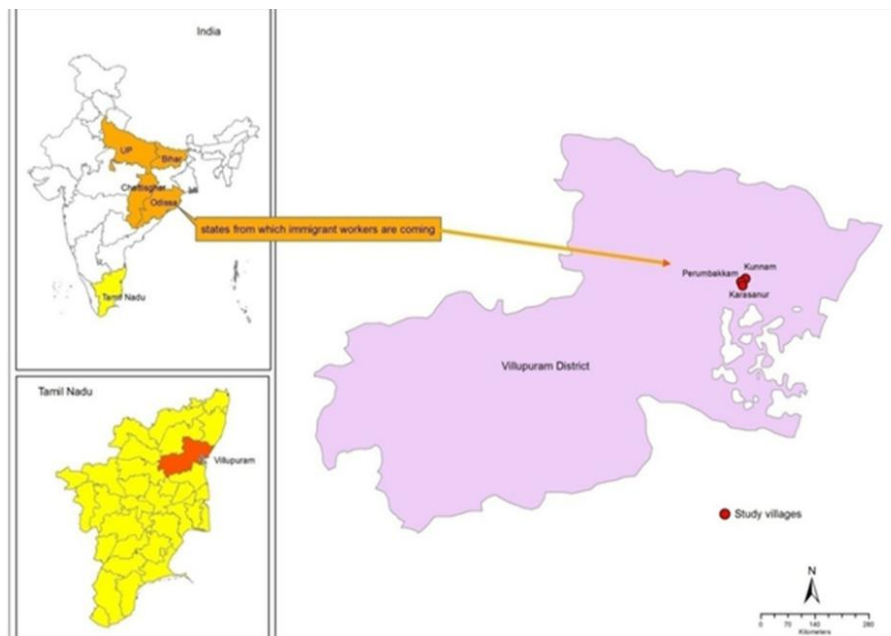 India
UP
Bihar
Chattisgher
Odissa
states from which immigrant workers are coming
Tamil Nadu
Tamil Nadu
Villupuram
Perumbakkam
Kunnam
Karasanur
Villupuram District
Study villages
N
0 70 140 280
Kilometers